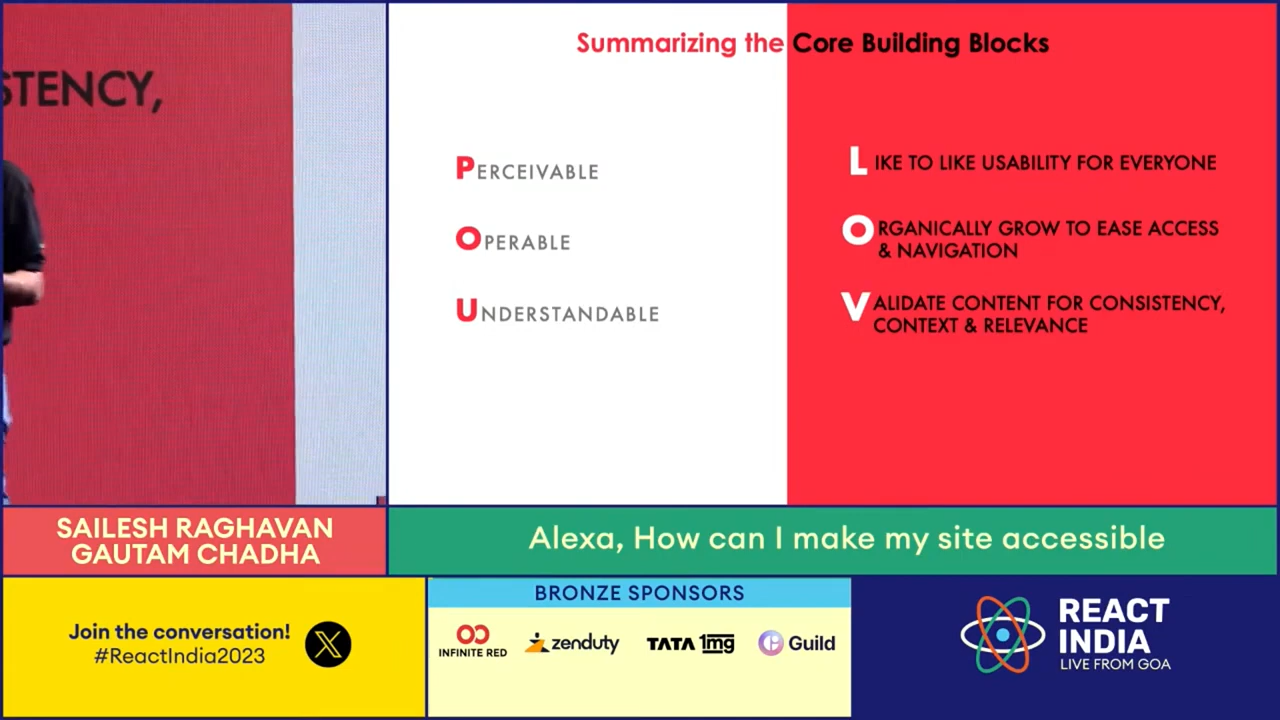 STENCY,
Summarizing the Core Building Blocks
PERCEIVABLE
OPERABLE
UNDERSTANDABLE
LIKE TO LIKE USABILITY FOR EVERYONE
ORGANICALLY GROW TO EASE ACCESS
& NAVIGATION
VALIDATE CONTENT FOR CONSISTENCY,
CONTEXT & RELEVANCE
SAILESH RAGHAVAN
GAUTAM CHADHA
Alexa, How can I make my site accessible
Join the conversation!
#ReactIndia2023
BRONZE SPONSORS
INFINITE RED
zenduty
TATA 1mg
Guild
REACT
INDIA
LIVE FROM GOA